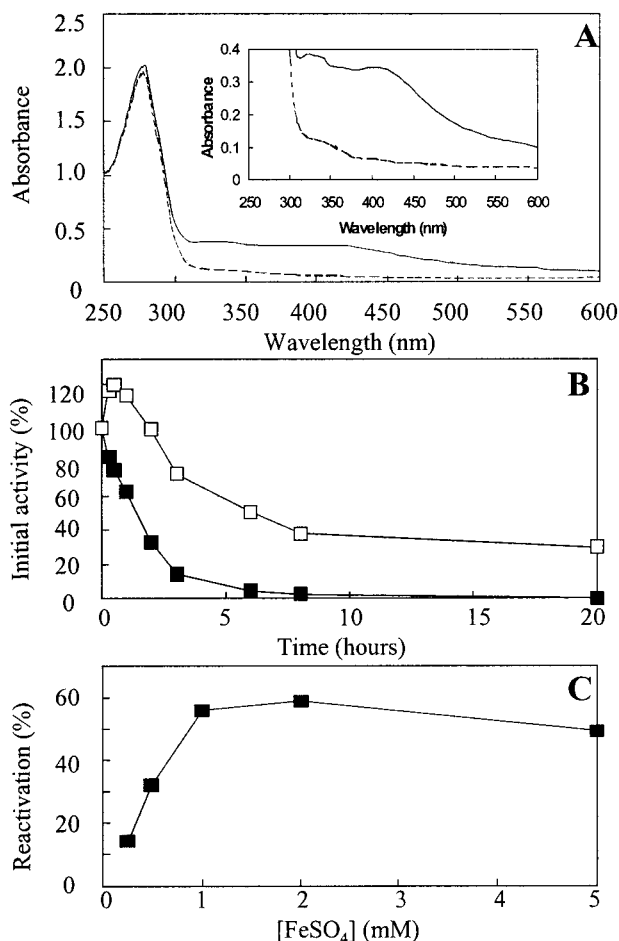 A
2.5
2.0
1.5
1.0
0.5
0
Absorbance
0.4
0.3
0.2
0.1
0
Absorbance
250 300 350 400 450 500 550 600
Wavelength (nm)
250 300 350 400 450 500 550 600
Wavelength (nm)
B
120
100
80
60
40
20
0
Initial activity (%)
0 5 10 15 20
Time (hours)
C
60
40
20
0
Reactivation (%)
0 1 2 3 4 5
[FeSO₄] (mM)